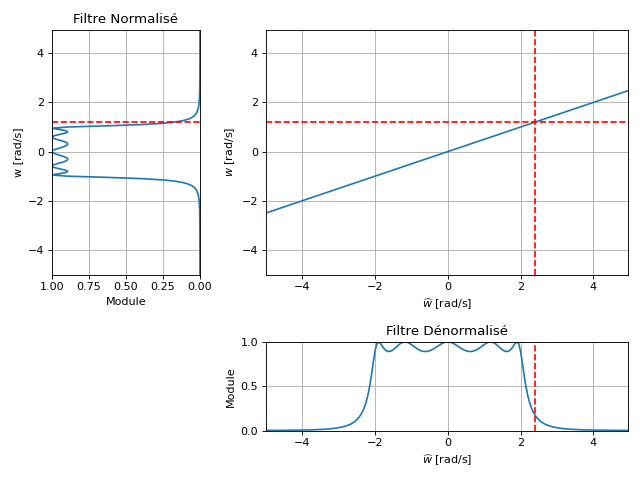 Filtre Normalisé
4
2
0
−2
−4
w [rad/s]
1.00 0.75 0.50 0.25 0.00
Module
4
2
0
−2
−4
w [rad/s]
−4 −2 0 2 4
ŵ [rad/s]
Filtre Dénormalisé
1.0
0.5
0.0
Module
−4 −2 0 2 4
ŵ [rad/s]